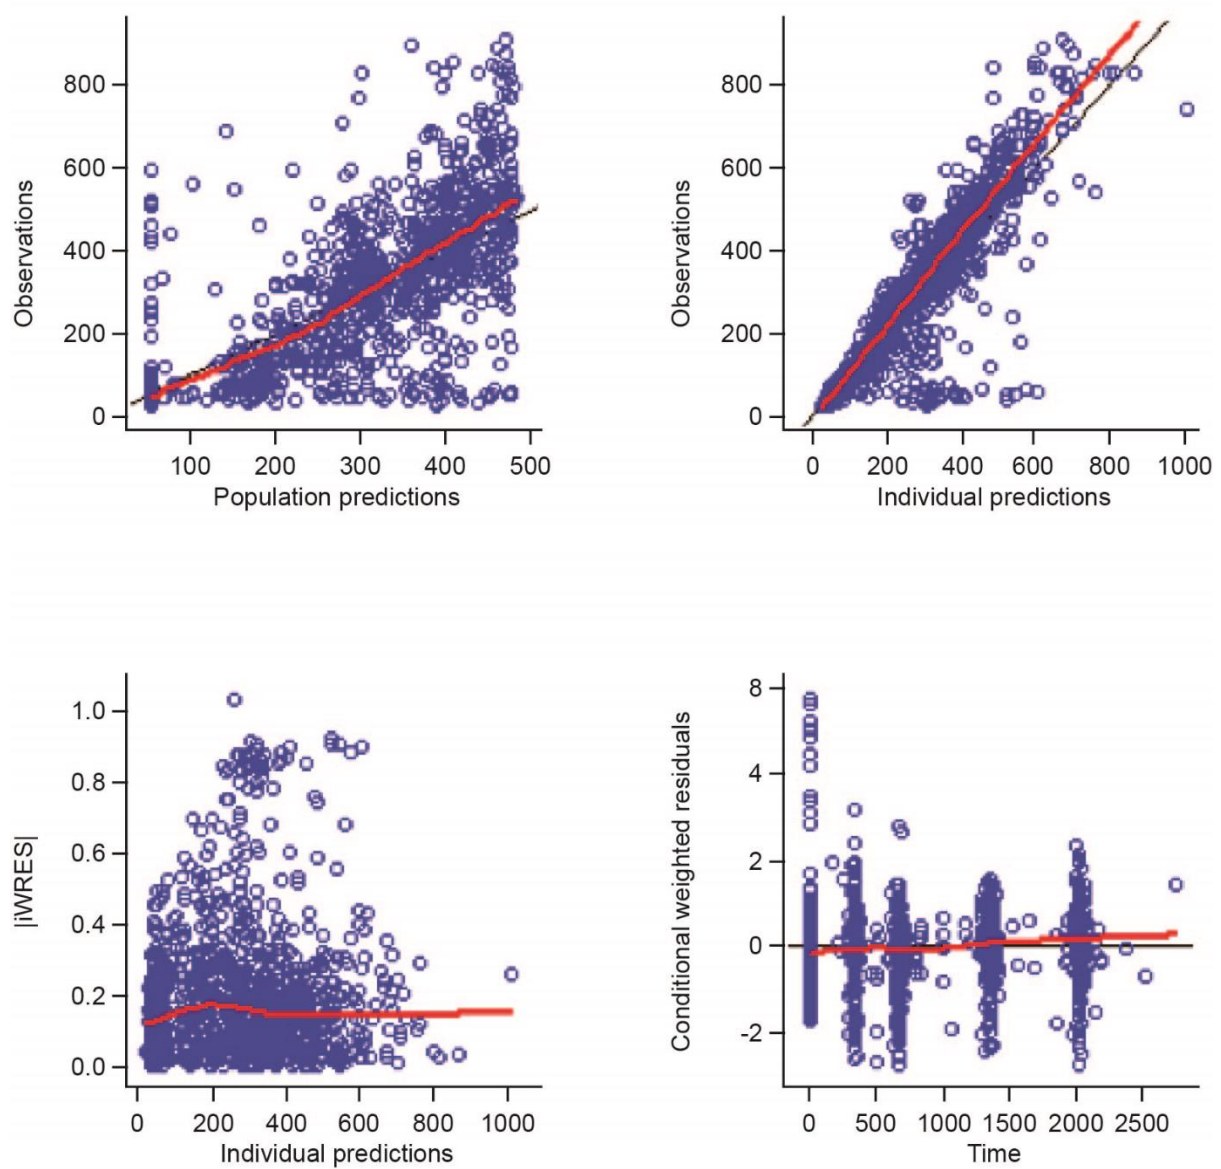 800
600
400
200
0
Observations
100 200 300 400 500
Population predictions
800
600
400
200
0
Observations
0 200 400 600 800 1000
Individual predictions
1.0
0.8
0.6
0.4
0.2
0.0
|iWRES|
0 200 400 600 800 1000
Individual predictions
8
4
2
0
-2
Conditional weighted residuals
0 500 1000 1500 2000 2500
Time